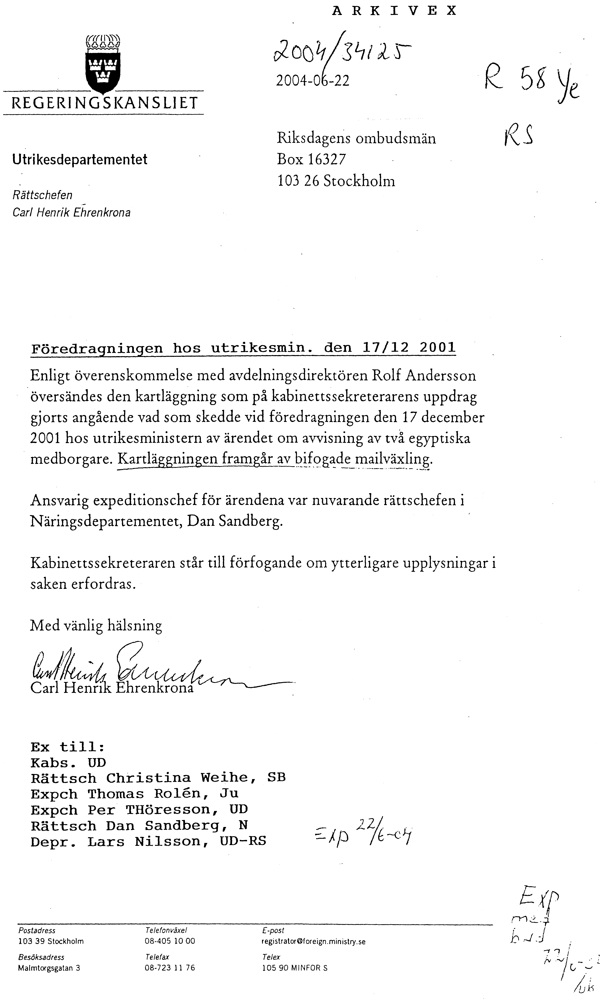 A R K I V E X
2004/34125
2004-06-22
R 58 Ye
REGERINGSKANSLIET
Riksdagens ombudsmän
RS
Box 16327
103 26 Stockholm
Utrikesdepartementet
Rättschefen
Carl Henrik Ehrenkrona
Föredragningen hos utrikesmin. den 17/12 2001
Enligt överenskommelse med avdelningsdirektören Rolf Andersson
översändes den kartläggning som på kabinettssekreterarens uppdrag
gjorts angående vad som skedde vid föredragningen den 17 december
2001 hos utrikesministern av ärendet om avvisning av två egyptiska
medborgare. Kartläggningen framgår av bifogade mailväxling.
Ansvarig expeditionschef för ärendena var nuvarande rättschefen i
Näringsdepartementet, Dan Sandberg.
Kabinettssekreteraren står till förfogande om ytterligare upplysningar i
saken erfordras.
Med vänlig hälsning
Carl Henrik Ehrenkrona
Carl Henrik Ehrenkrona
Ex till:
Kabs. UD
Rättsch Christina Weihe, SB
Expch Thomas Rolén, Ju
Expch Per THöresson, UD
Rättsch Dan Sandberg, N
Depr. Lars Nilsson, UD-RS
Exp 22/6-04
Exp
med
bud
22/6-04
Postadress
103 39 Stockholm
Besöksadress
Malmtorgsgatan 3
Telefonväxel
08-405 10 00
Telefax
08-723 11 76
E-post
registrator@foreign.ministry.se
Telex
105 90 MINFOR S